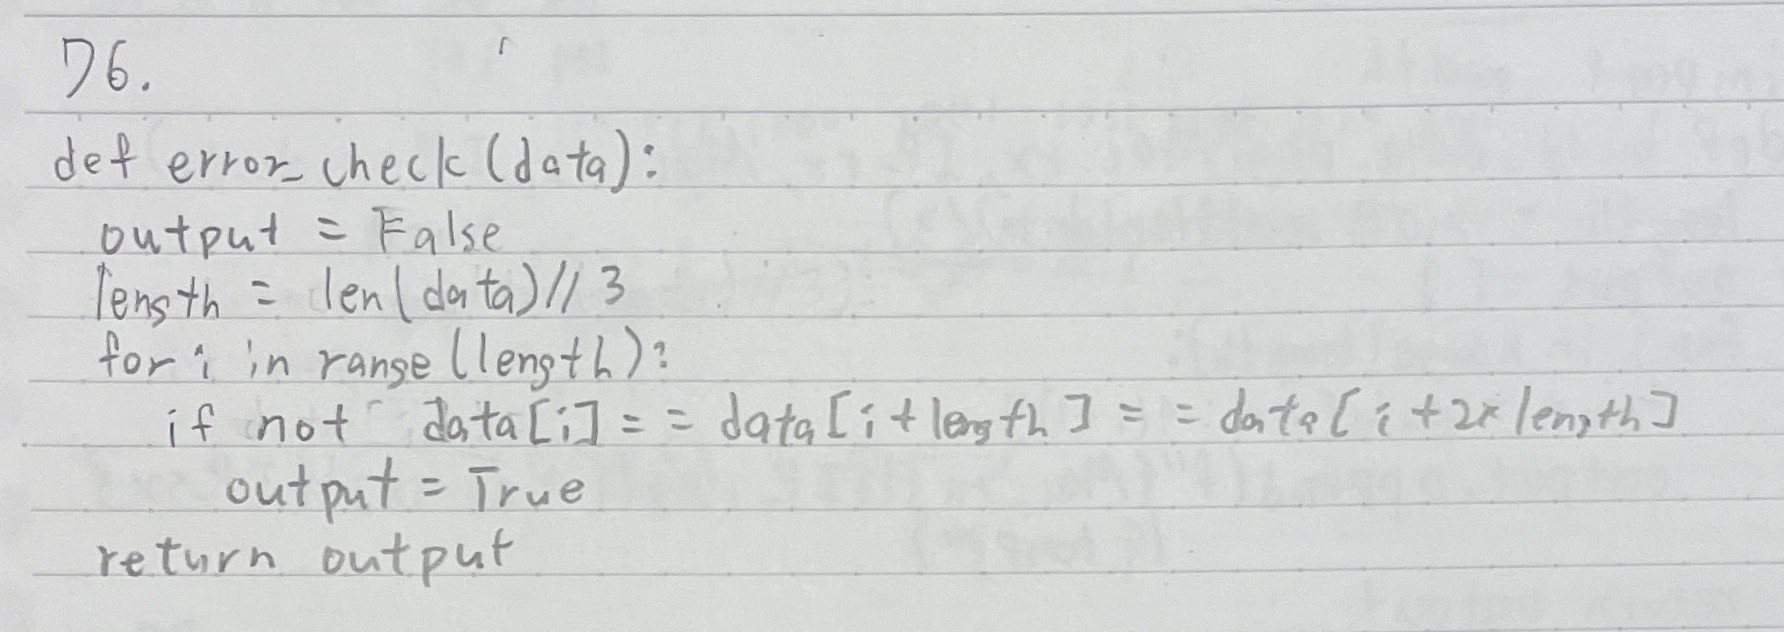 76.
def error_check(data):
output = False
length = len(data)//3
for i in range(length):
if not data[i] == data[i+length] == data[i+2*length]
output = True
return output